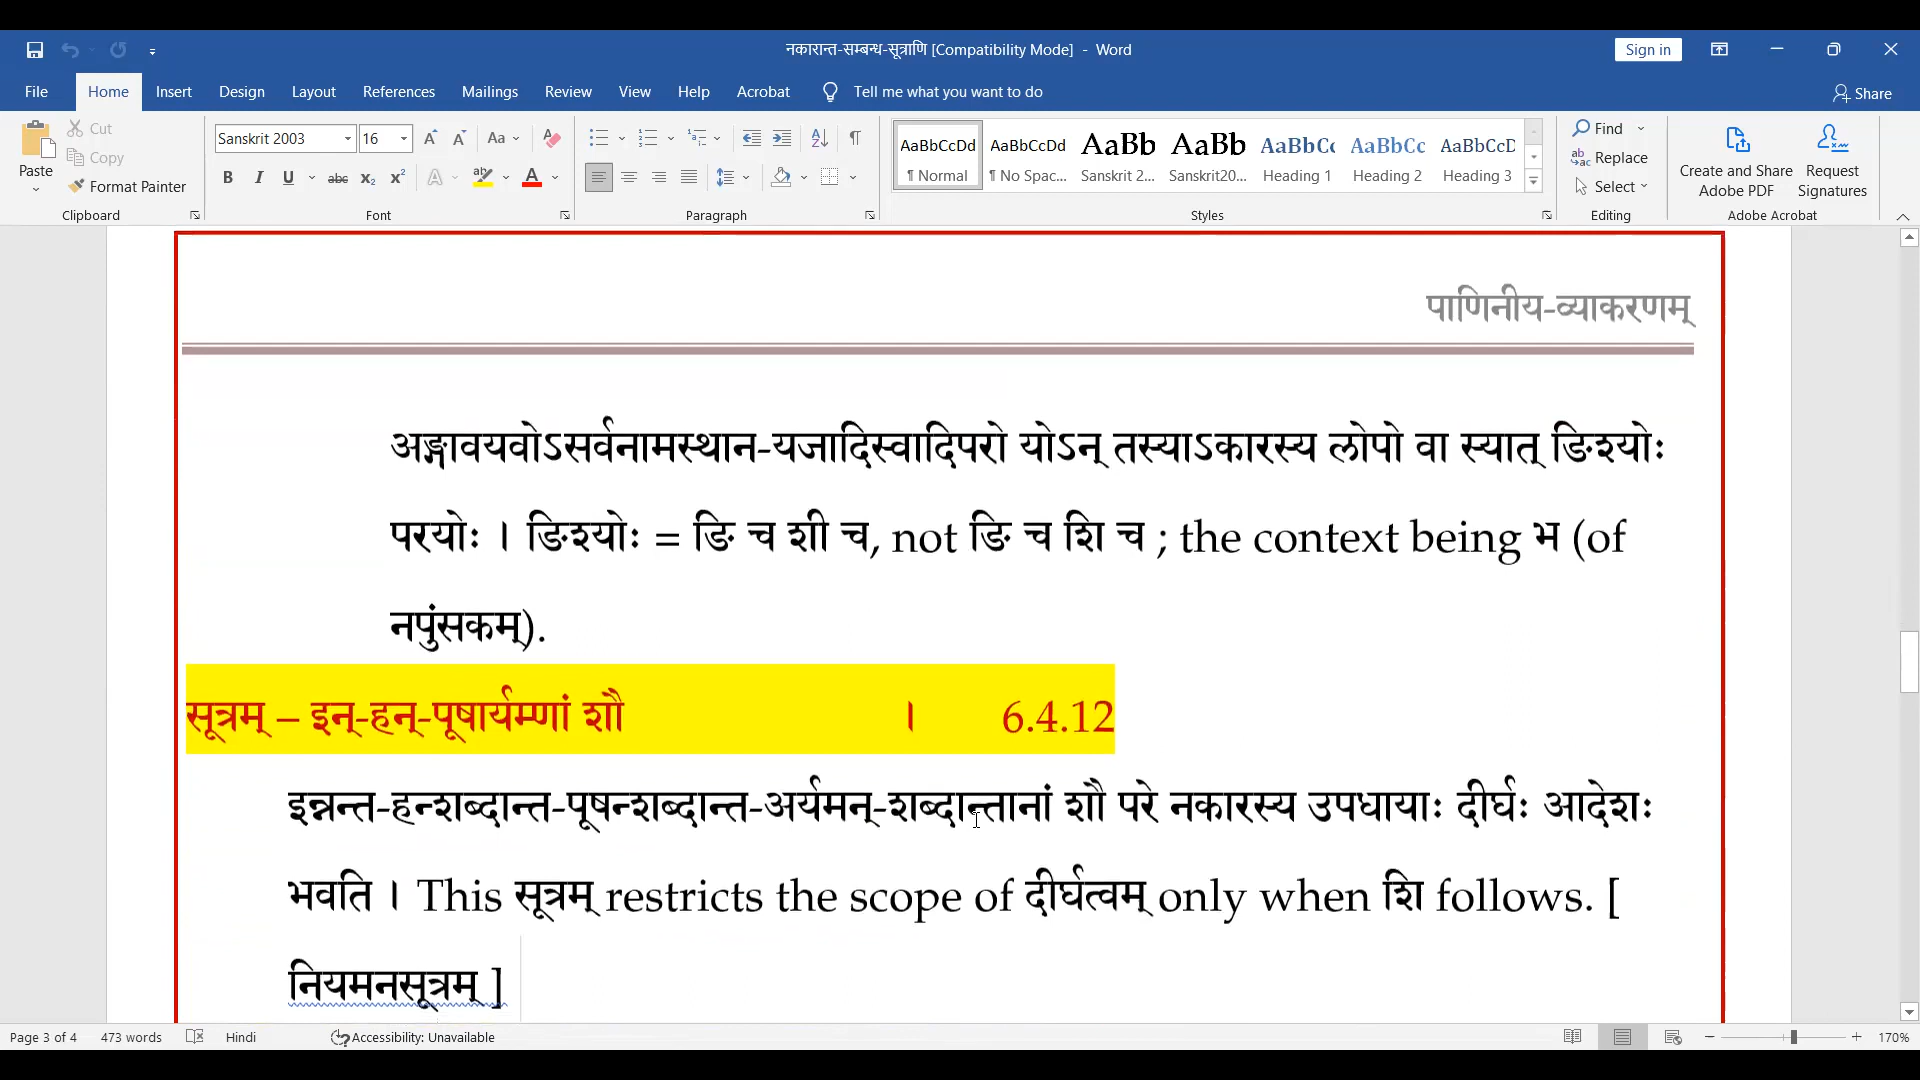 नकारान्त-सम्बन्ध-सूत्राणि [Compatibility Mode] - Word
Sign in
File Home Insert Design Layout References Mailings Review View Help Acrobat Tell me what you want to do Share
Paste Cut Copy Format Painter
Clipboard
Sanskrit 2003 16
Font
Paragraph
AaBbCcDd AaBbCcDd AaBb AaBb AaBbCc AaBbCc AaBbCcD
¶ Normal ¶ No Spac... Sanskrit 2... Sanskrit20... Heading 1 Heading 2 Heading 3
Styles
Find Replace Select
Editing
Create and Share Adobe PDF Request Signatures
Adobe Acrobat
पाणिनीय-व्याकरणम्
अङ्गावयवोऽसर्वनामस्थान-यजादिस्वादिपरो योऽन् तस्याऽकारस्य लोपो वा स्यात् ङिश्योः
परयोः । ङिश्योः = ङि च शी च, not ङि च शि च ; the context being भ (of
नपुंसकम्).
सूत्रम् – इन्-हन्-पूषार्यम्णां शौ । 6.4.12
इन्नन्त-हन्शब्दान्त-पूषन्शब्दान्त-अर्यमन्-शब्दान्तानां शौ परे नकारस्य उपधायाः दीर्घः आदेशः
भवति । This सूत्रम् restricts the scope of दीर्घत्वम् only when शि follows. [
नियमनसूत्रम् ]
Page 3 of 4 473 words Hindi Accessibility: Unavailable 170%